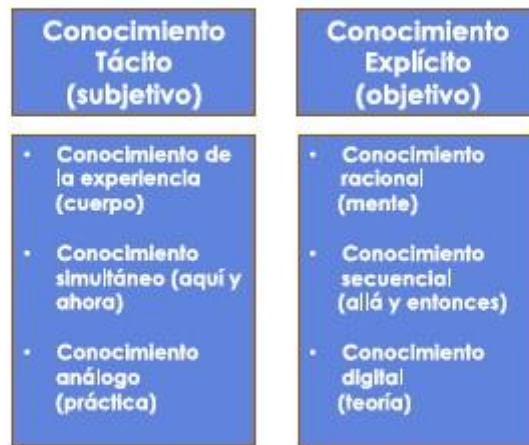 Conocimiento
Tácito
(subjetivo)
• Conocimiento de
la experiencia
(cuerpo)
• Conocimiento
simultáneo (aquí y
ahora)
• Conocimiento
análogo
(práctica)
Conocimiento
Explícito
(objetivo)
• Conocimiento
racional
(mente)
• Conocimiento
secuencial
(allá y entonces)
• Conocimiento
digital
(teoría)